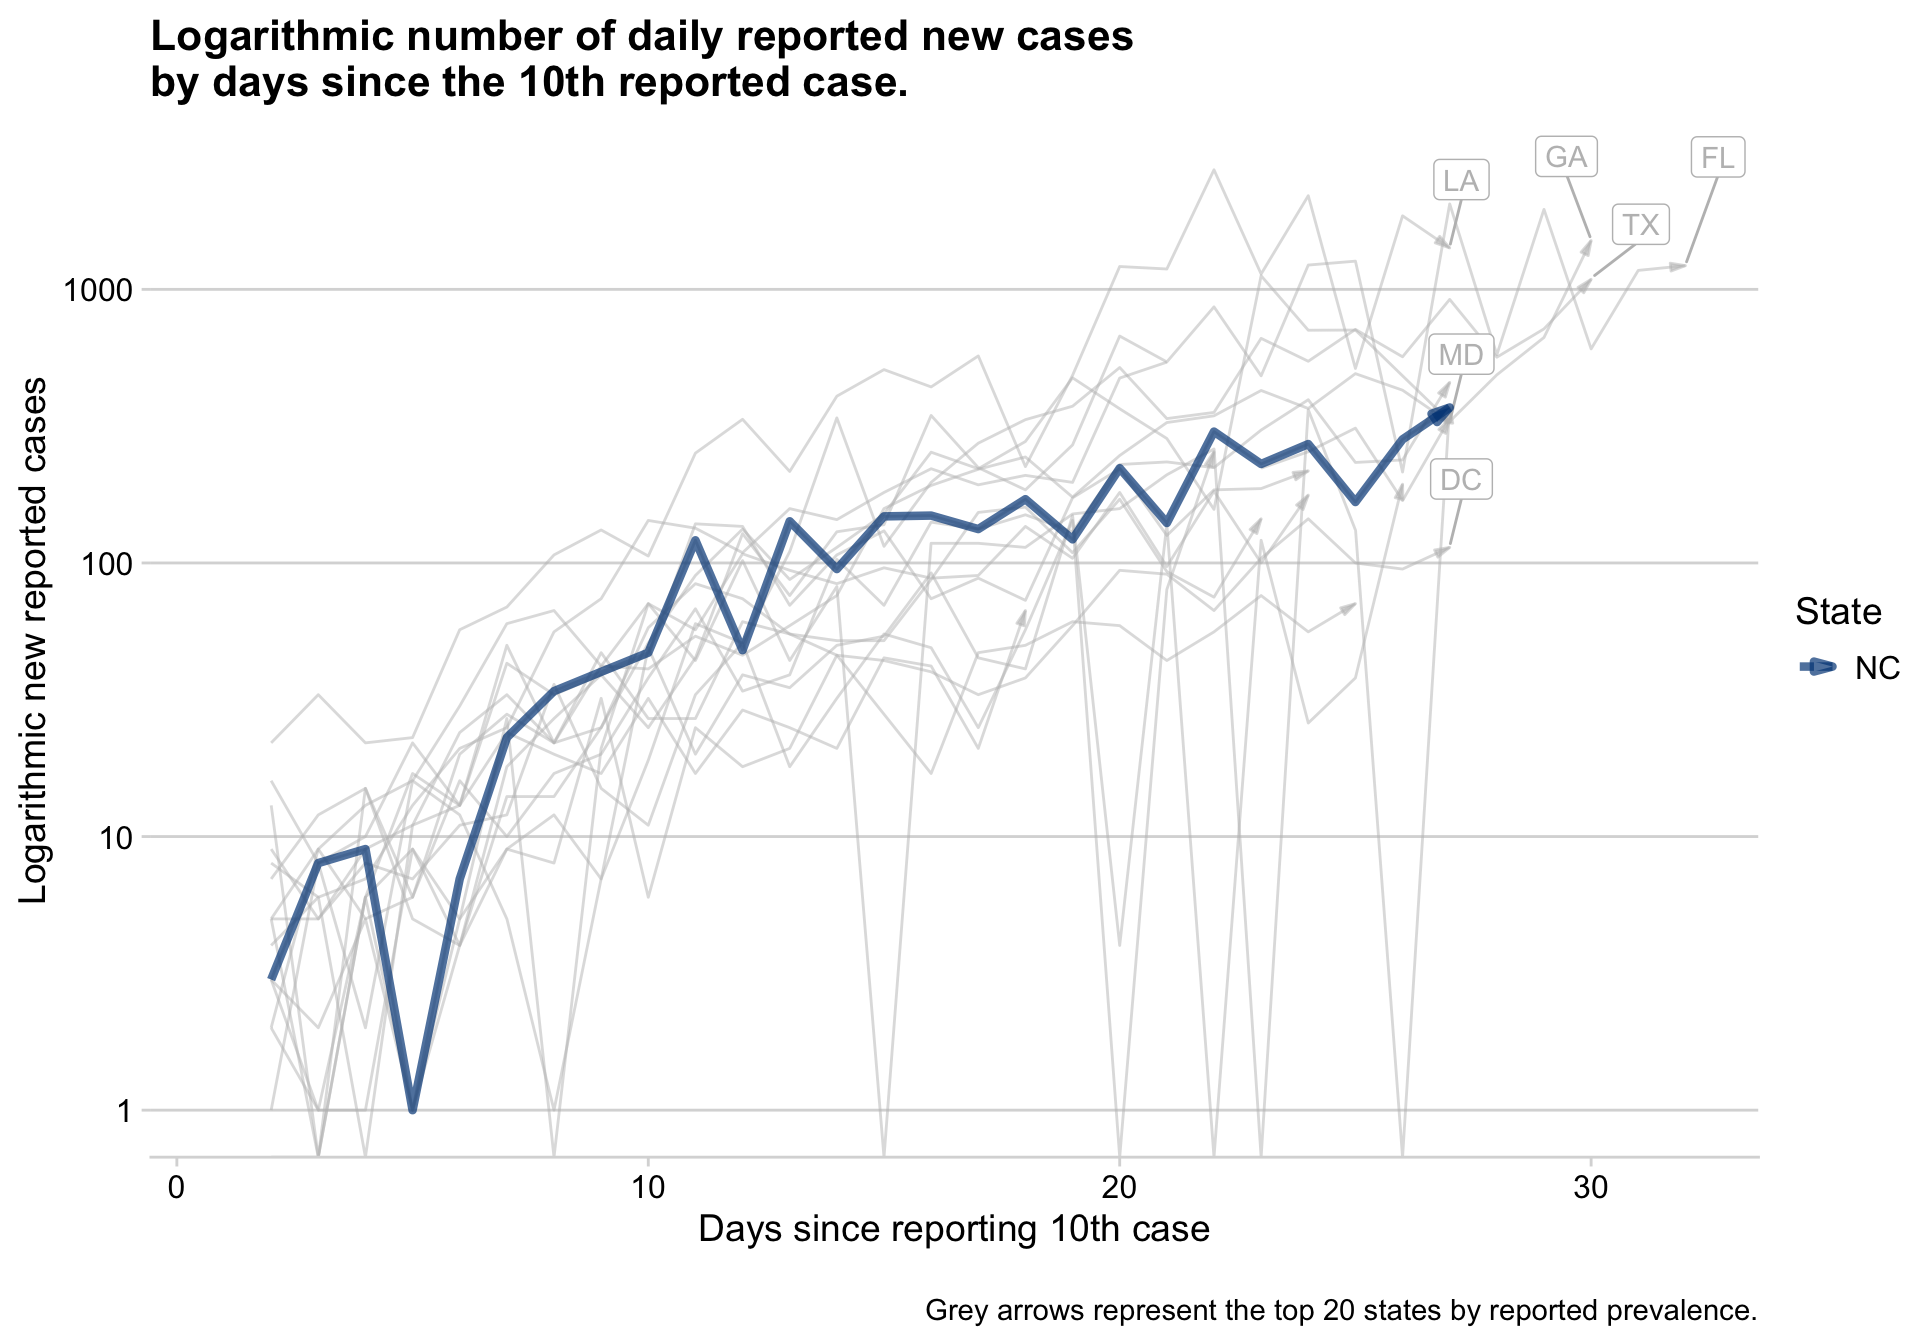 Logarithmic number of daily reported new cases
by days since the 10th reported case.
LA
GA
FL
TX
MD
DC
1000
100
10
1
Logarithmic new reported cases
0
10
20
30
Days since reporting 10th case
State
NC
Grey arrows represent the top 20 states by reported prevalence.